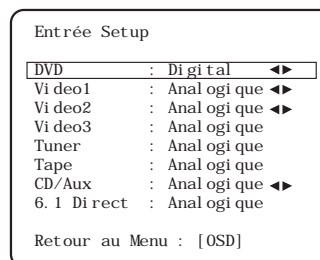 Entrée Setup
DVD : Digital ◄►
Video1 : Analogique ◄►
Video2 : Analogique ◄►
Video3 : Analogique
Tuner : Analogique
Tape : Analogique
CD/Aux : Analogique ◄►
6.1 Direct : Analogique
Retour au Menu : [OSD]